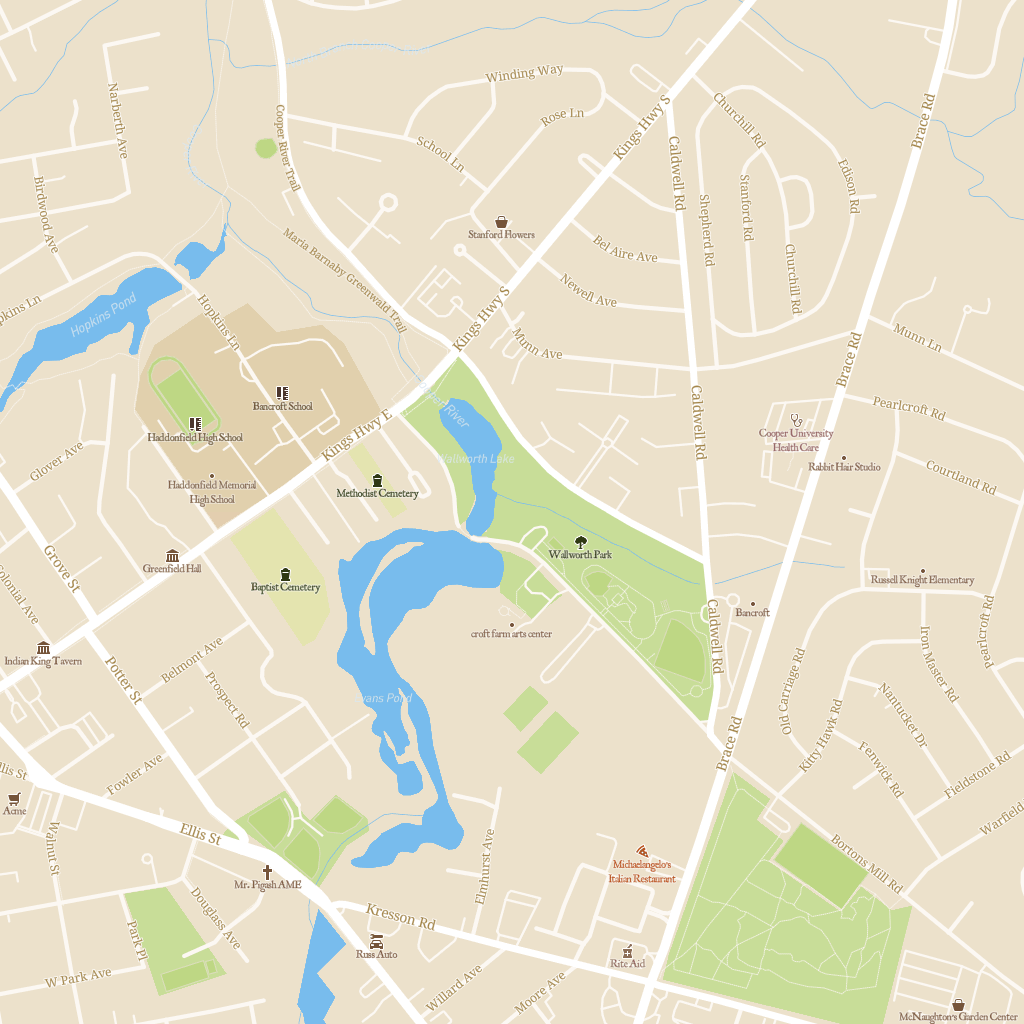 Winding Way
Narberth Ave
Cooper River Trail
Rose Ln
Churchill Rd
Brace Rd
Kings Hwy S
School Ln
Caldwell Rd
Edison Rd
Birdwood Ave
Stanford Rd
Shepherd Rd
Stanford Flowers
Maria Barnaby Greenwald Trail
Bel Aire Ave
Churchill Rd
Newell Ave
Hopkins Pond
Hopkins Ln
Kings Hwy S
Munn Ave
Munn Ln
Brace Rd
Bancroft School
Caldwell Rd
Pearlcroft Rd
Haddonfield High School
Kings Hwy E
Cooper University
Health Care
Glover Ave
Wallworth Lake
Rabbit Hair Studio
Courtland Rd
Haddonfield Memorial
High School
Methodist Cemetery
Greenfield Hall
Grove St
Wallworth Park
Baptist Cemetery
Russell Knight Elementary
Colonial Ave
Bancroft
Caldwell Rd
croft farm arts center
Pearlcroft Rd
Indian King Tavern
Belmont Ave
Iron Master Rd
Potter St
Prospect Rd
Old Carriage Rd
Kitty Hawk Rd
Nantucket Dr
Brace Rd
Fowler Ave
Fenwick Rd
Fieldstone Rd
Acme
Walnut St
Ellis St
Warfield
Elmhurst Ave
Bortons Mill Rd
Michaelangelo's
Italian Restaurant
Mr. Pigash AME
Douglass Ave
Kresson Rd
Park Pl
Russ Auto
Rite Aid
W Park Ave
Willard Ave
Moore Ave
McNaughton's Garden Center